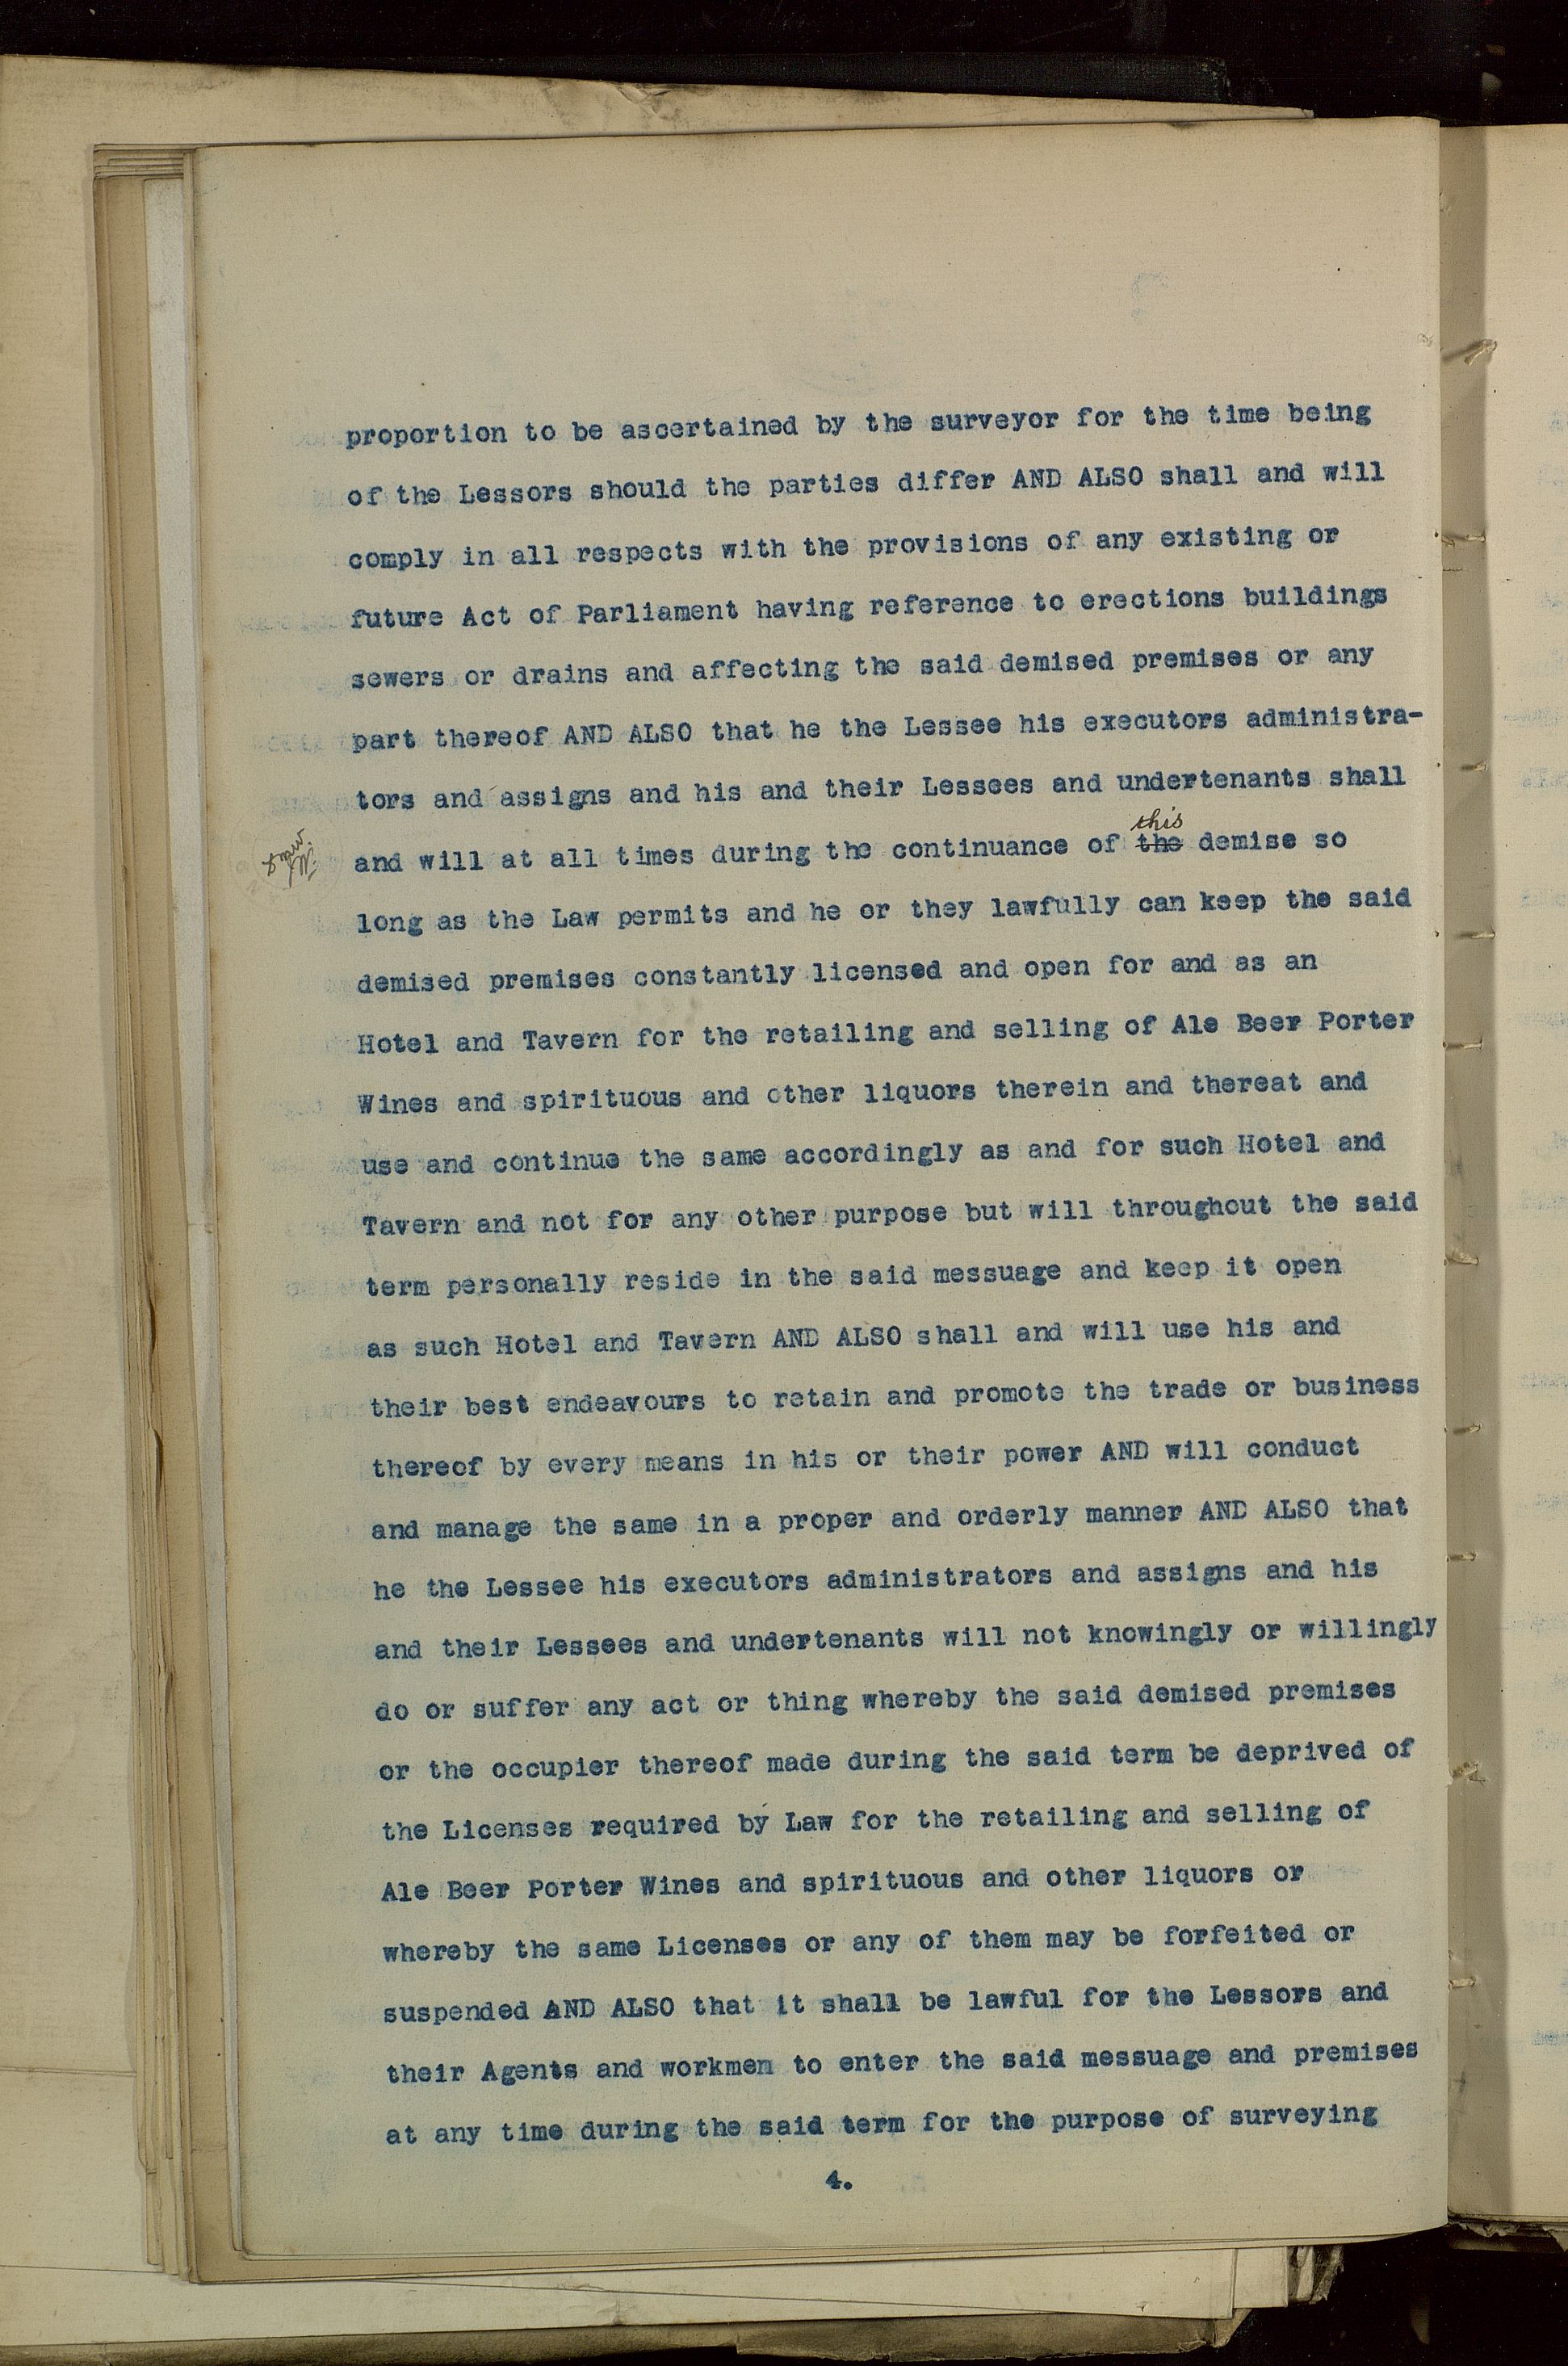 proportion to be ascertained by the surveyor for the time being
of the Lessors should the parties differ AND ALSO shall and will
comply in all respects with the provisions of any existing or
future Act of Parliament having reference to erections buildings
sewers or drains and affecting the said demised premises or any
part thereof AND ALSO that he the Lessee his executors administra-
tors and assigns and his and their Lessees and undertenants shall
this
and will at all times during the continuance of the demise so
long as the Law permits and he or they lawfully can keep the said
demised premises constantly licensed and open for and as an
Hotel and Tavern for the retailing and selling of Ale Beer Porter
Wines and spirituous and other liquors therein and thereat and
use and continue the same accordingly as and for such Hotel and
Tavern and not for any other purpose but will throughout the said
term personally reside in the said messuage and keep it open
as such Hotel and Tavern AND ALSO shall and will use his and
their best endeavours to retain and promote the trade or business
thereof by every means in his or their power AND will conduct
and manage the same in a proper and orderly manner AND ALSO that
he the Lessee his executors administrators and assigns and his
and their Lessees and undertenants will not knowingly or willingly
do or suffer any act or thing whereby the said demised premises
or the occupier thereof made during the said term be deprived of
the Licenses required by Law for the retailing and selling of
Ale Beer Porter Wines and spirituous and other liquors or
whereby the same Licenses or any of them may be forfeited or
suspended AND ALSO that it shall be lawful for the Lessors and
their Agents and workmen to enter the said messuage and premises
at any time during the said term for the purpose of surveying
4.